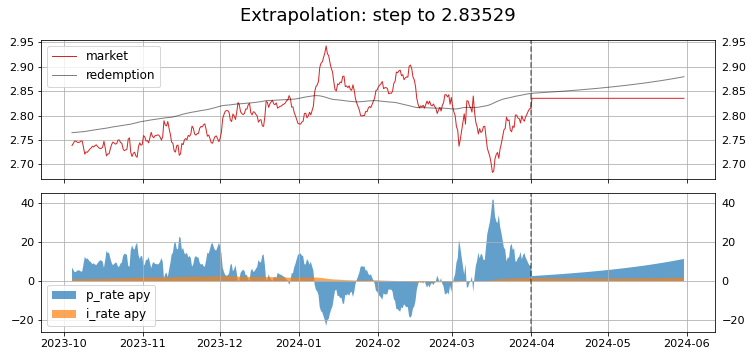 Extrapolation: step to 2.83529
2.95 2.95
2.90 2.90
2.85 2.85
2.80 2.80
2.75 2.75
2.70 2.70
market
redemption
40 40
20 20
0 0
−20 −20
p_rate apy
i_rate apy
2023-10 2023-11 2023-12 2024-01 2024-02 2024-03 2024-04 2024-05 2024-06